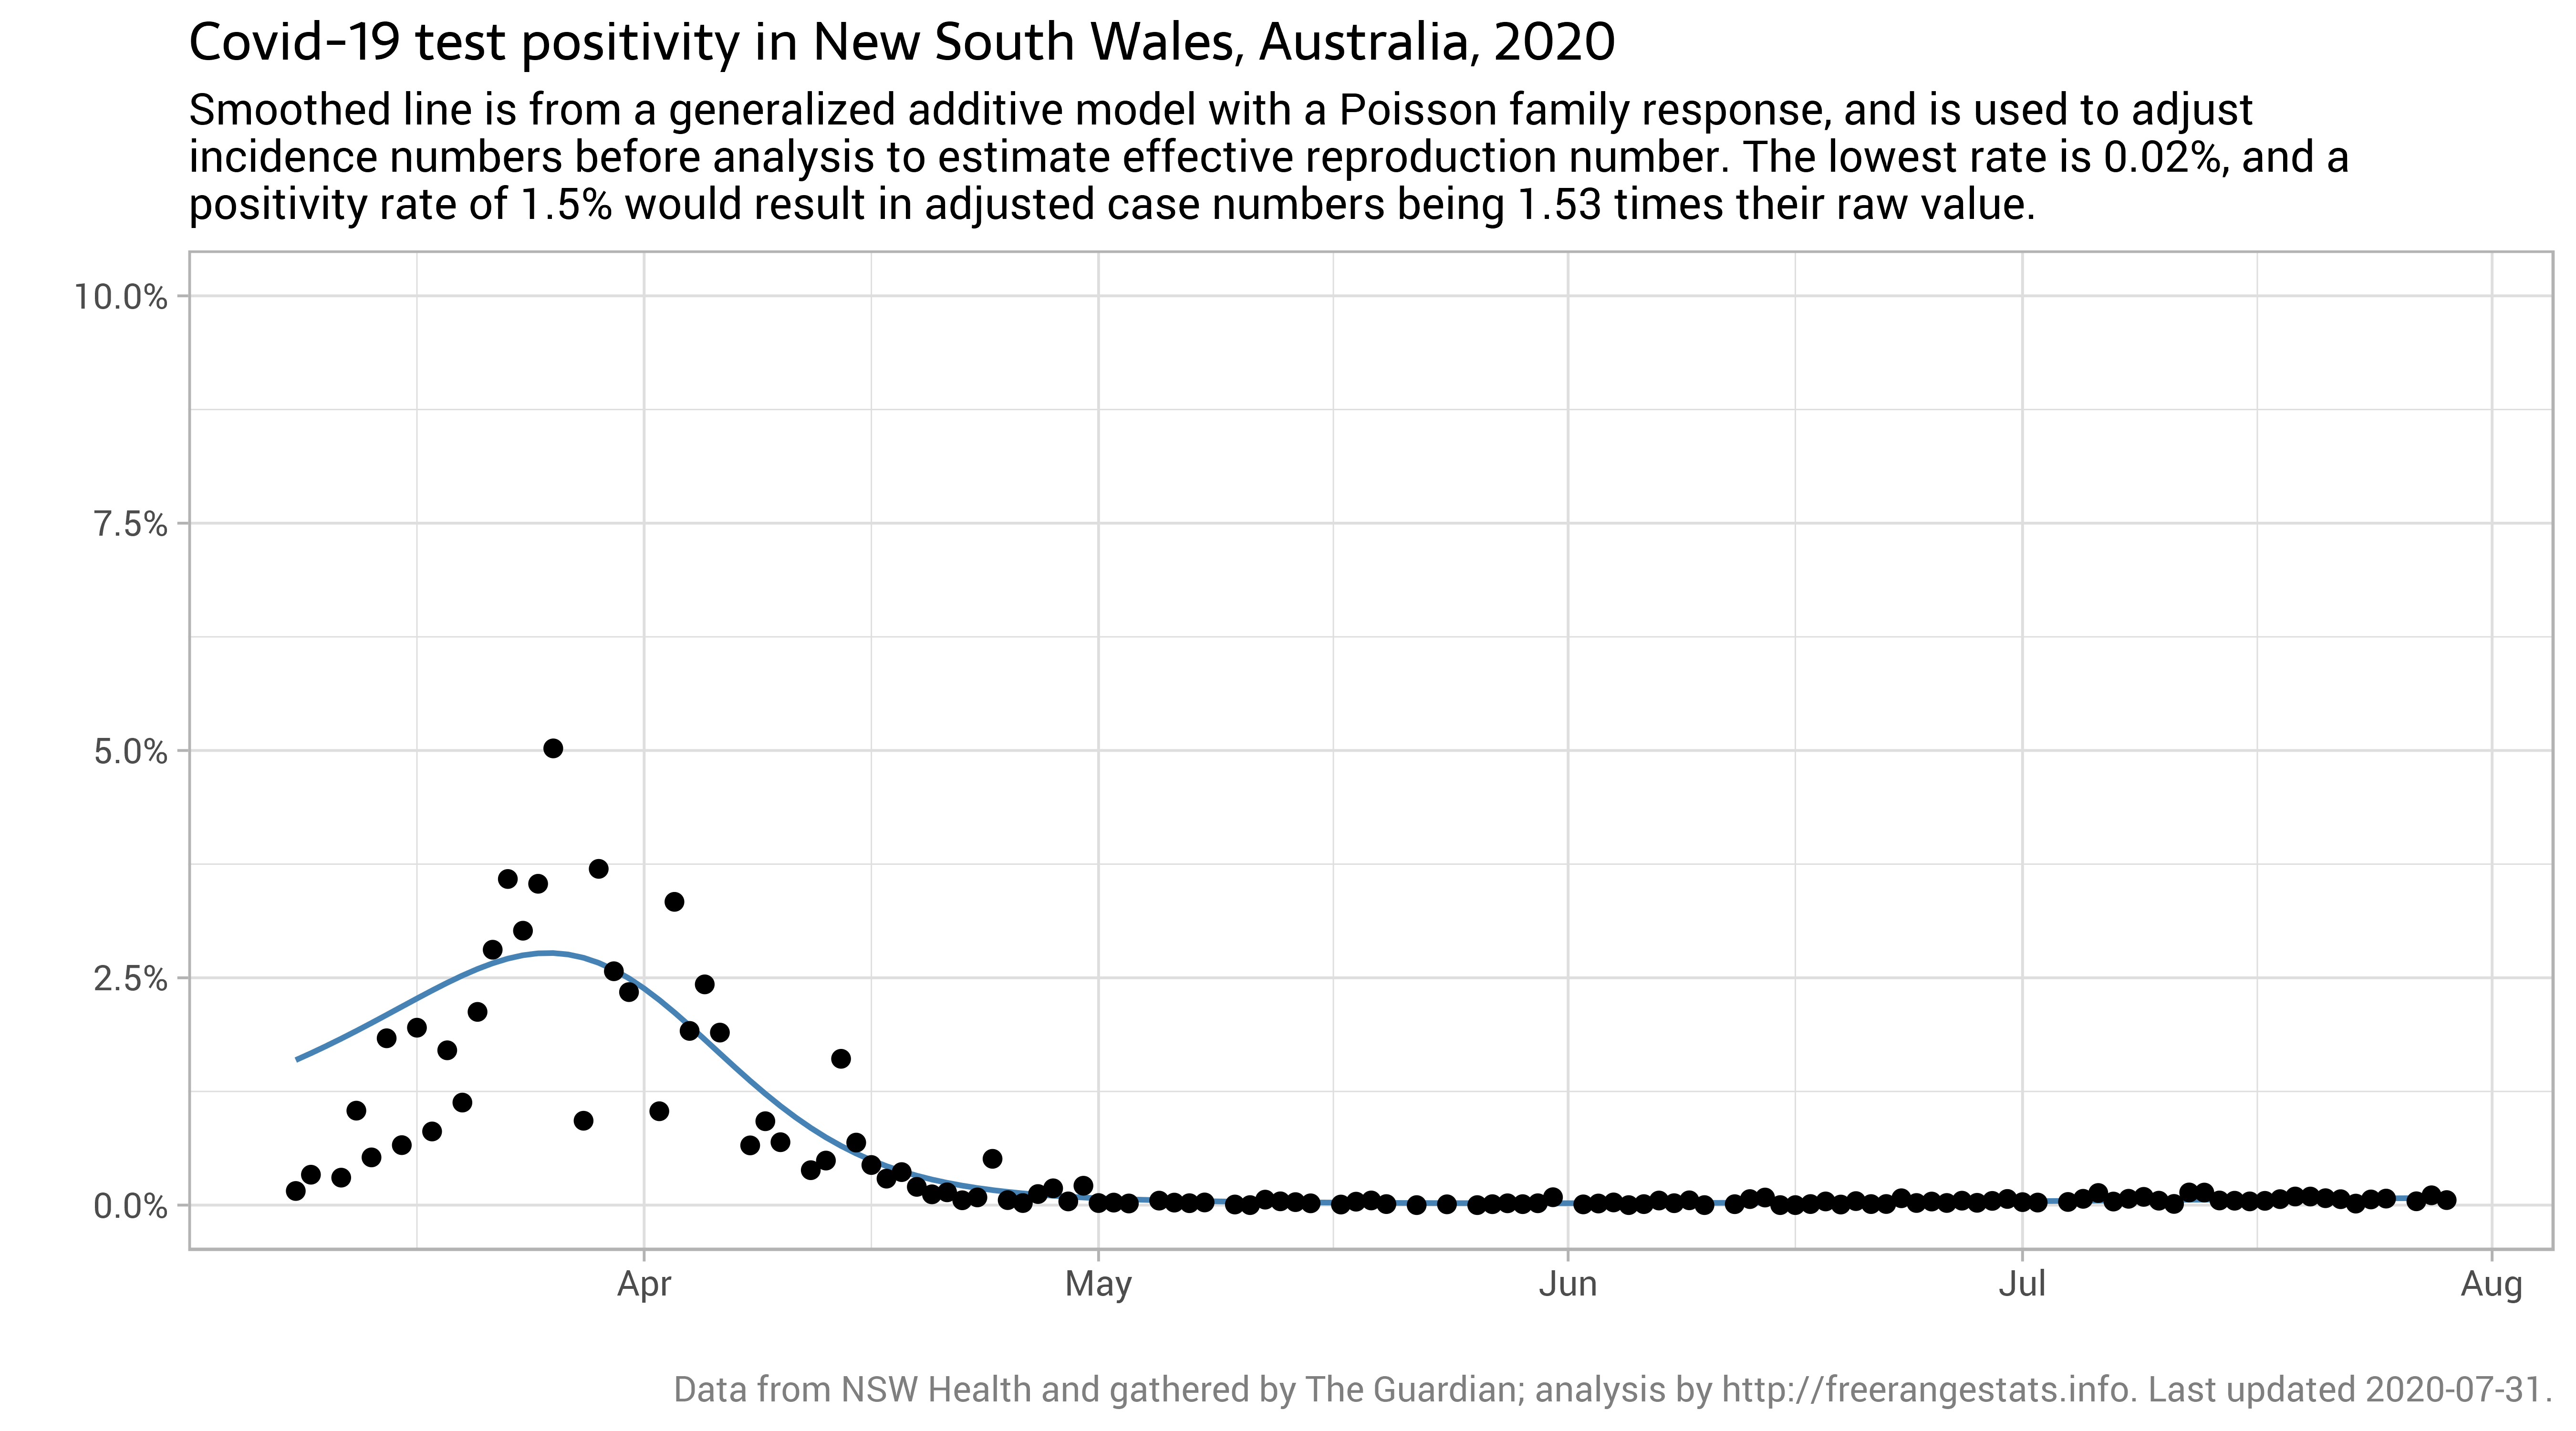 Covid-19 test positivity in New South Wales, Australia, 2020
Smoothed line is from a generalized additive model with a Poisson family response, and is used to adjust
incidence numbers before analysis to estimate effective reproduction number. The lowest rate is 0.02%, and a
positivity rate of 1.5% would result in adjusted case numbers being 1.53 times their raw value.
10.0%
7.5%
5.0%
2.5%
0.0%
Apr May Jun Jul Aug
Data from NSW Health and gathered by The Guardian; analysis by http://freerangestats.info. Last updated 2020-07-31.